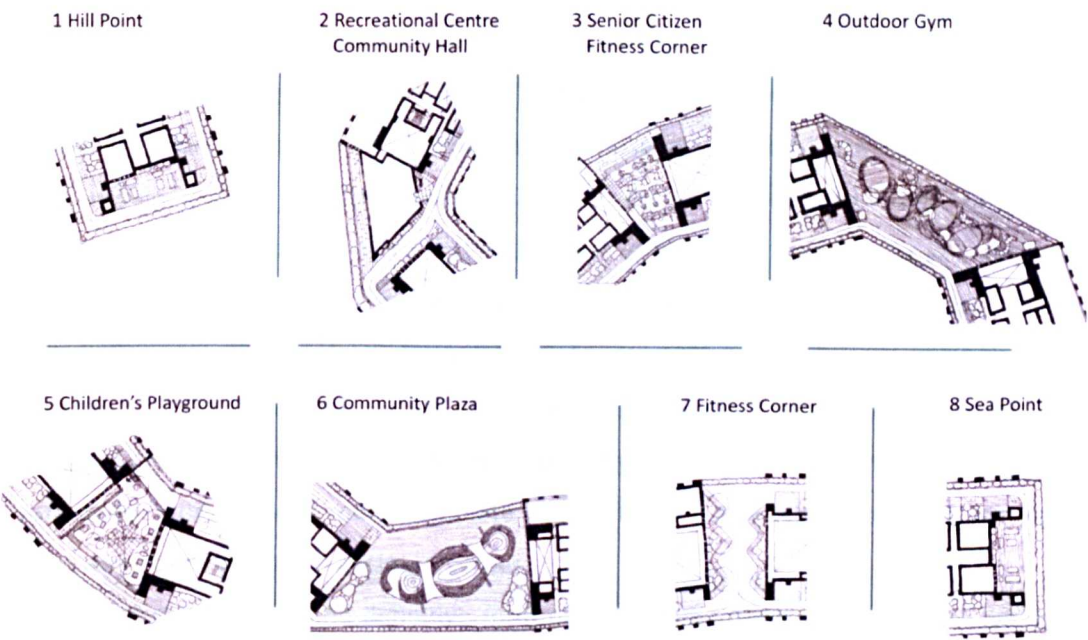 1 Hill Point
2 Recreational Centre
Community Hall
3 Senior Citizen
Fitness Corner
4 Outdoor Gym
5 Children's Playground
6 Community Plaza
7 Fitness Corner
8 Sea Point